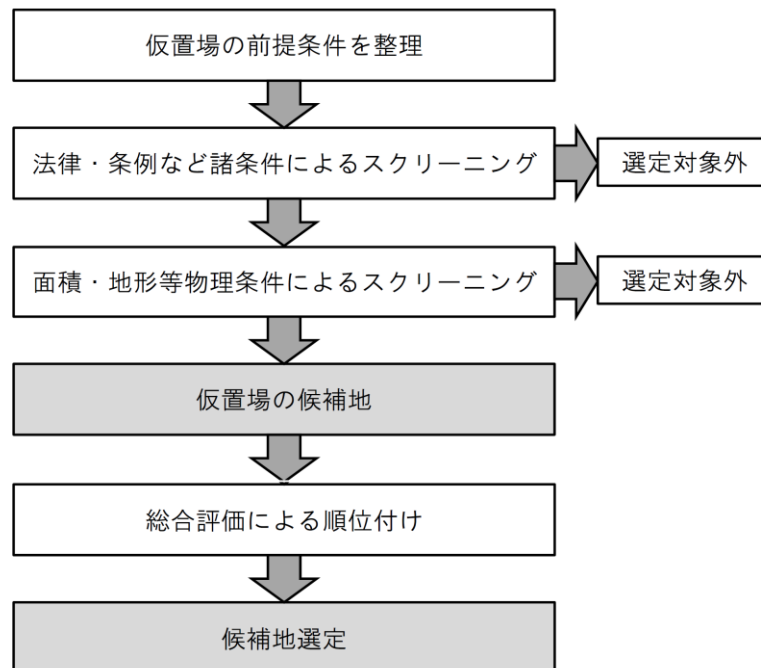 仮置場の前提条件を整理
法律・条例など諸条件によるスクリーニング
選定対象外
面積・地形等物理条件によるスクリーニング
選定対象外
仮置場の候補地
総合評価による順位付け
候補地選定